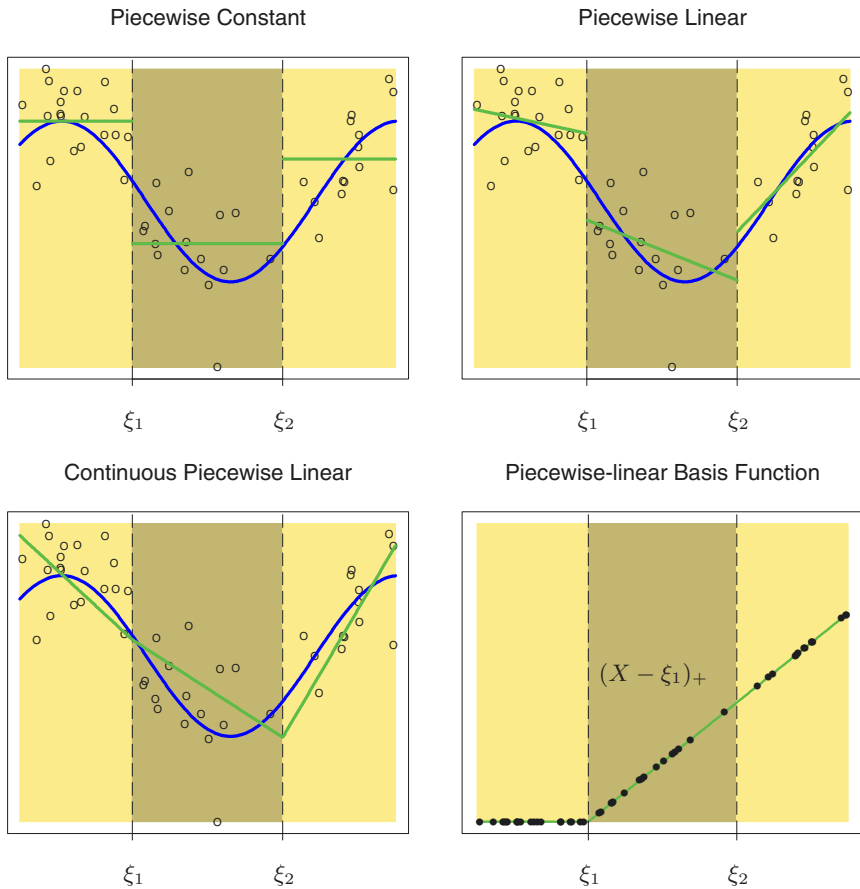 Piecewise Constant
Piecewise Linear
ξ₁ ξ₂
ξ₁ ξ₂
Continuous Piecewise Linear
Piecewise-linear Basis Function
(X − ξ₁)₊
ξ₁ ξ₂
ξ₁ ξ₂